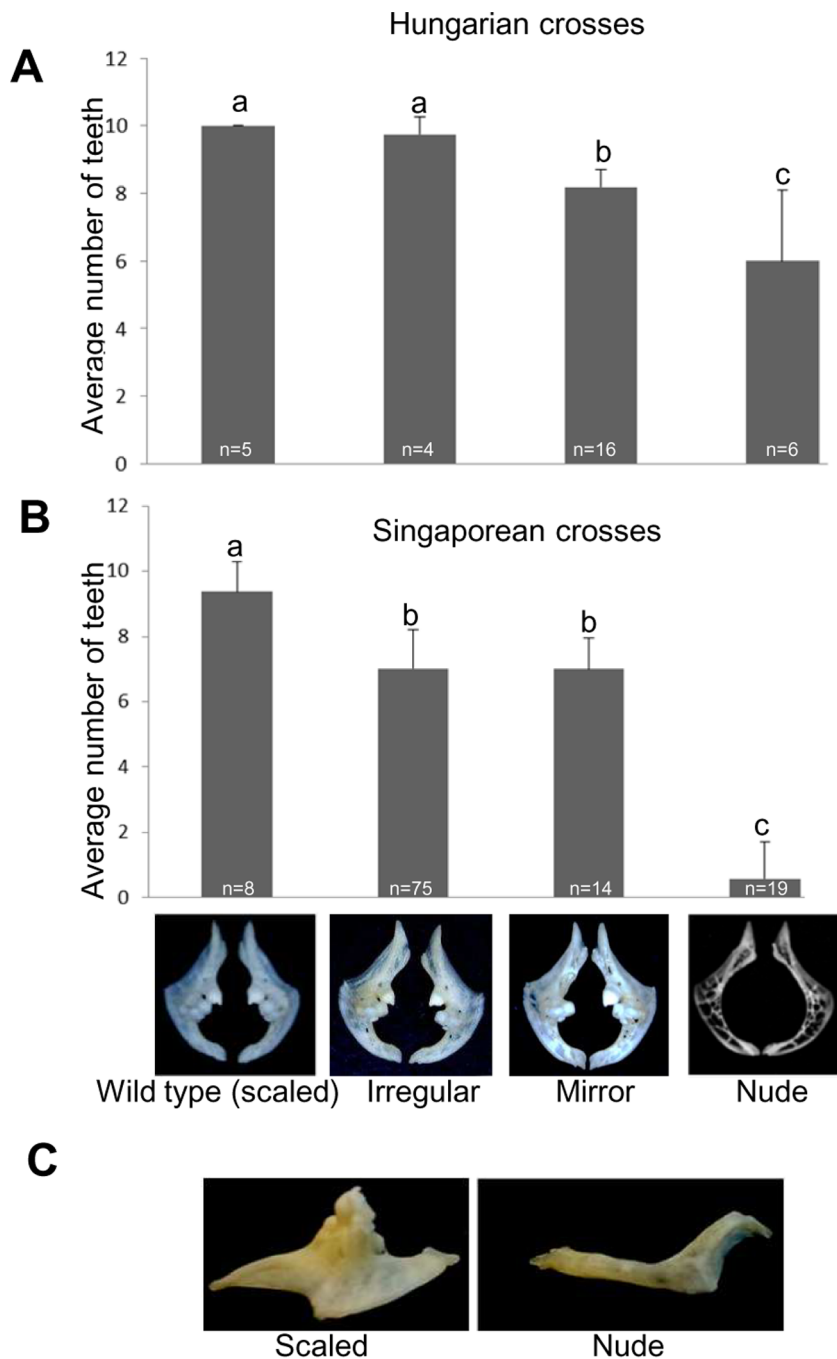 Hungarian crosses
A
Average number of teeth
12
10
8
6
4
2
0
a
a
b
c
n=5
n=4
n=16
n=6
B
Singaporean crosses
Average number of teeth
12
10
8
6
4
2
0
a
b
b
c
n=8
n=75
n=14
n=19
Wild type (scaled) Irregular Mirror Nude
C
Scaled Nude